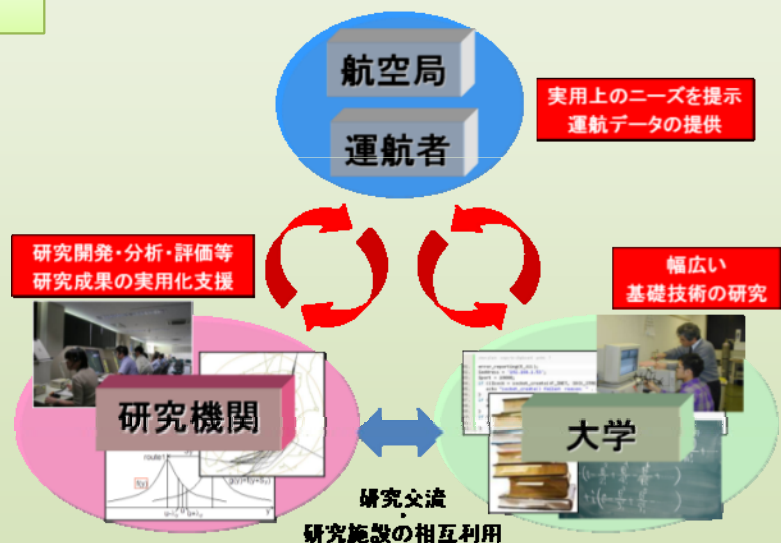 航空局
運航者
実用上のニーズを提示
運航データの提供
研究開発・分析・評価等
研究成果の実用化支援
幅広い
基礎技術の研究
研究機関
大学
route1
f(y)
研究交流
・
研究施設の相互利用